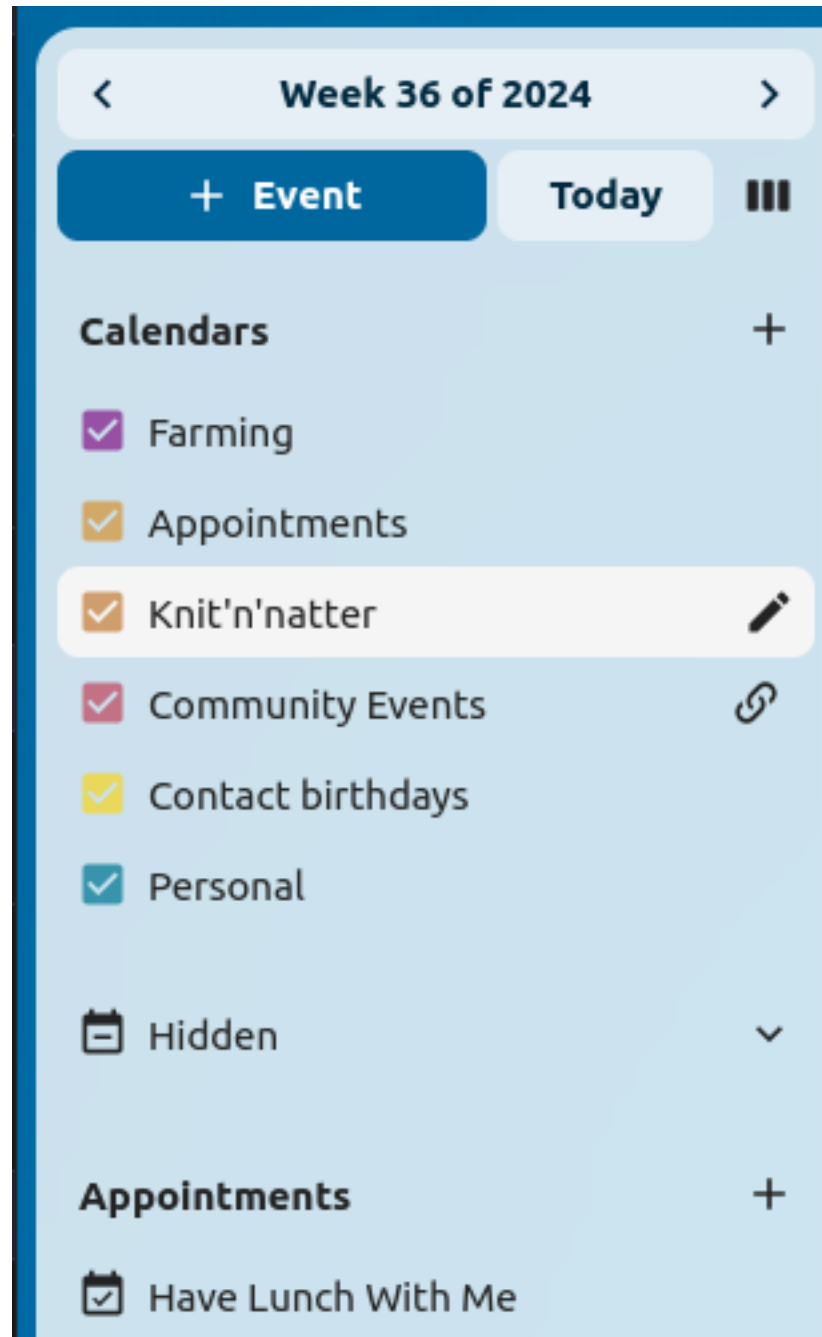 Week 36 of 2024
+ Event Today
Calendars
Farming
Appointments
Knit'n'natter
Community Events
Contact birthdays
Personal
Hidden
Appointments
Have Lunch With Me